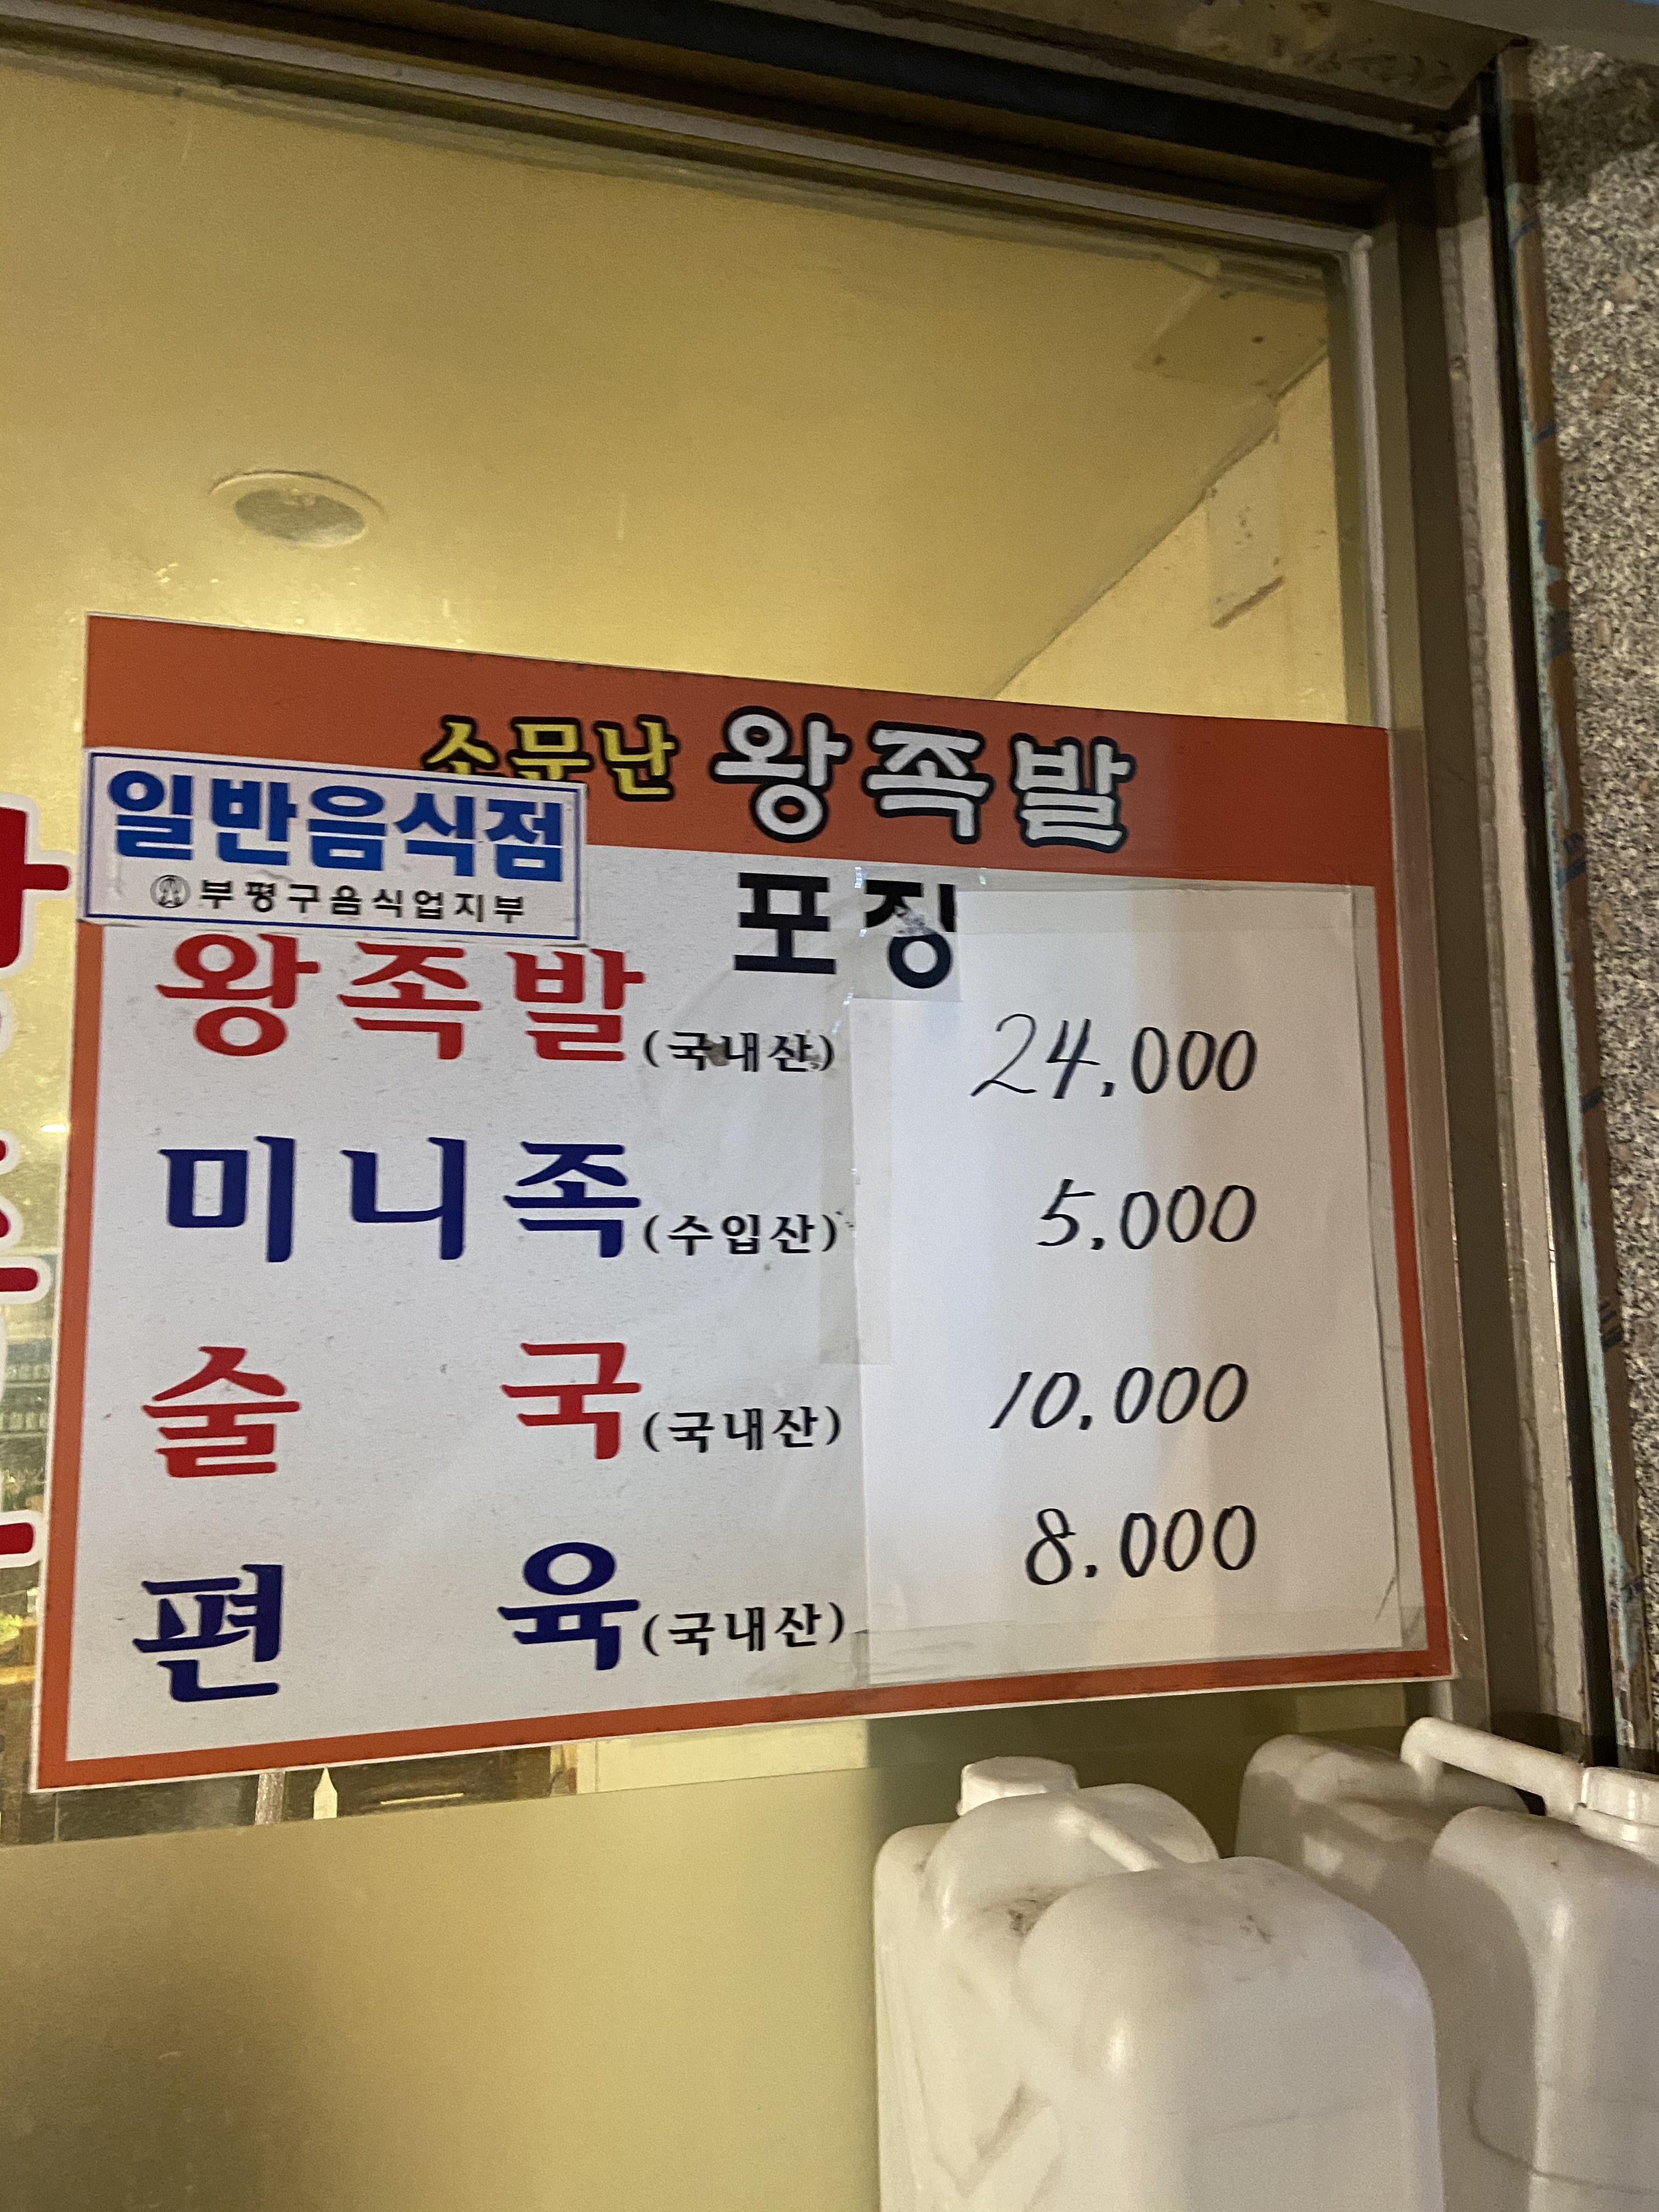 소문난 왕족발
일반음식점
부평구음식업지부
포장
왕족발(국내산) 24,000
미니족(수입산) 5,000
술국(국내산) 10,000
편육(국내산) 8,000